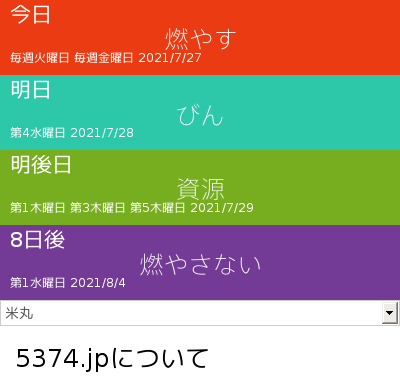 今日
燃やす
毎週火曜日 毎週金曜日 2021/7/27
明日
びん
第4水曜日 2021/7/28
明後日
資源
第1木曜日 第3木曜日 第5木曜日 2021/7/29
8日後
燃やさない
第1水曜日 2021/8/4
米丸
5374.jpについて